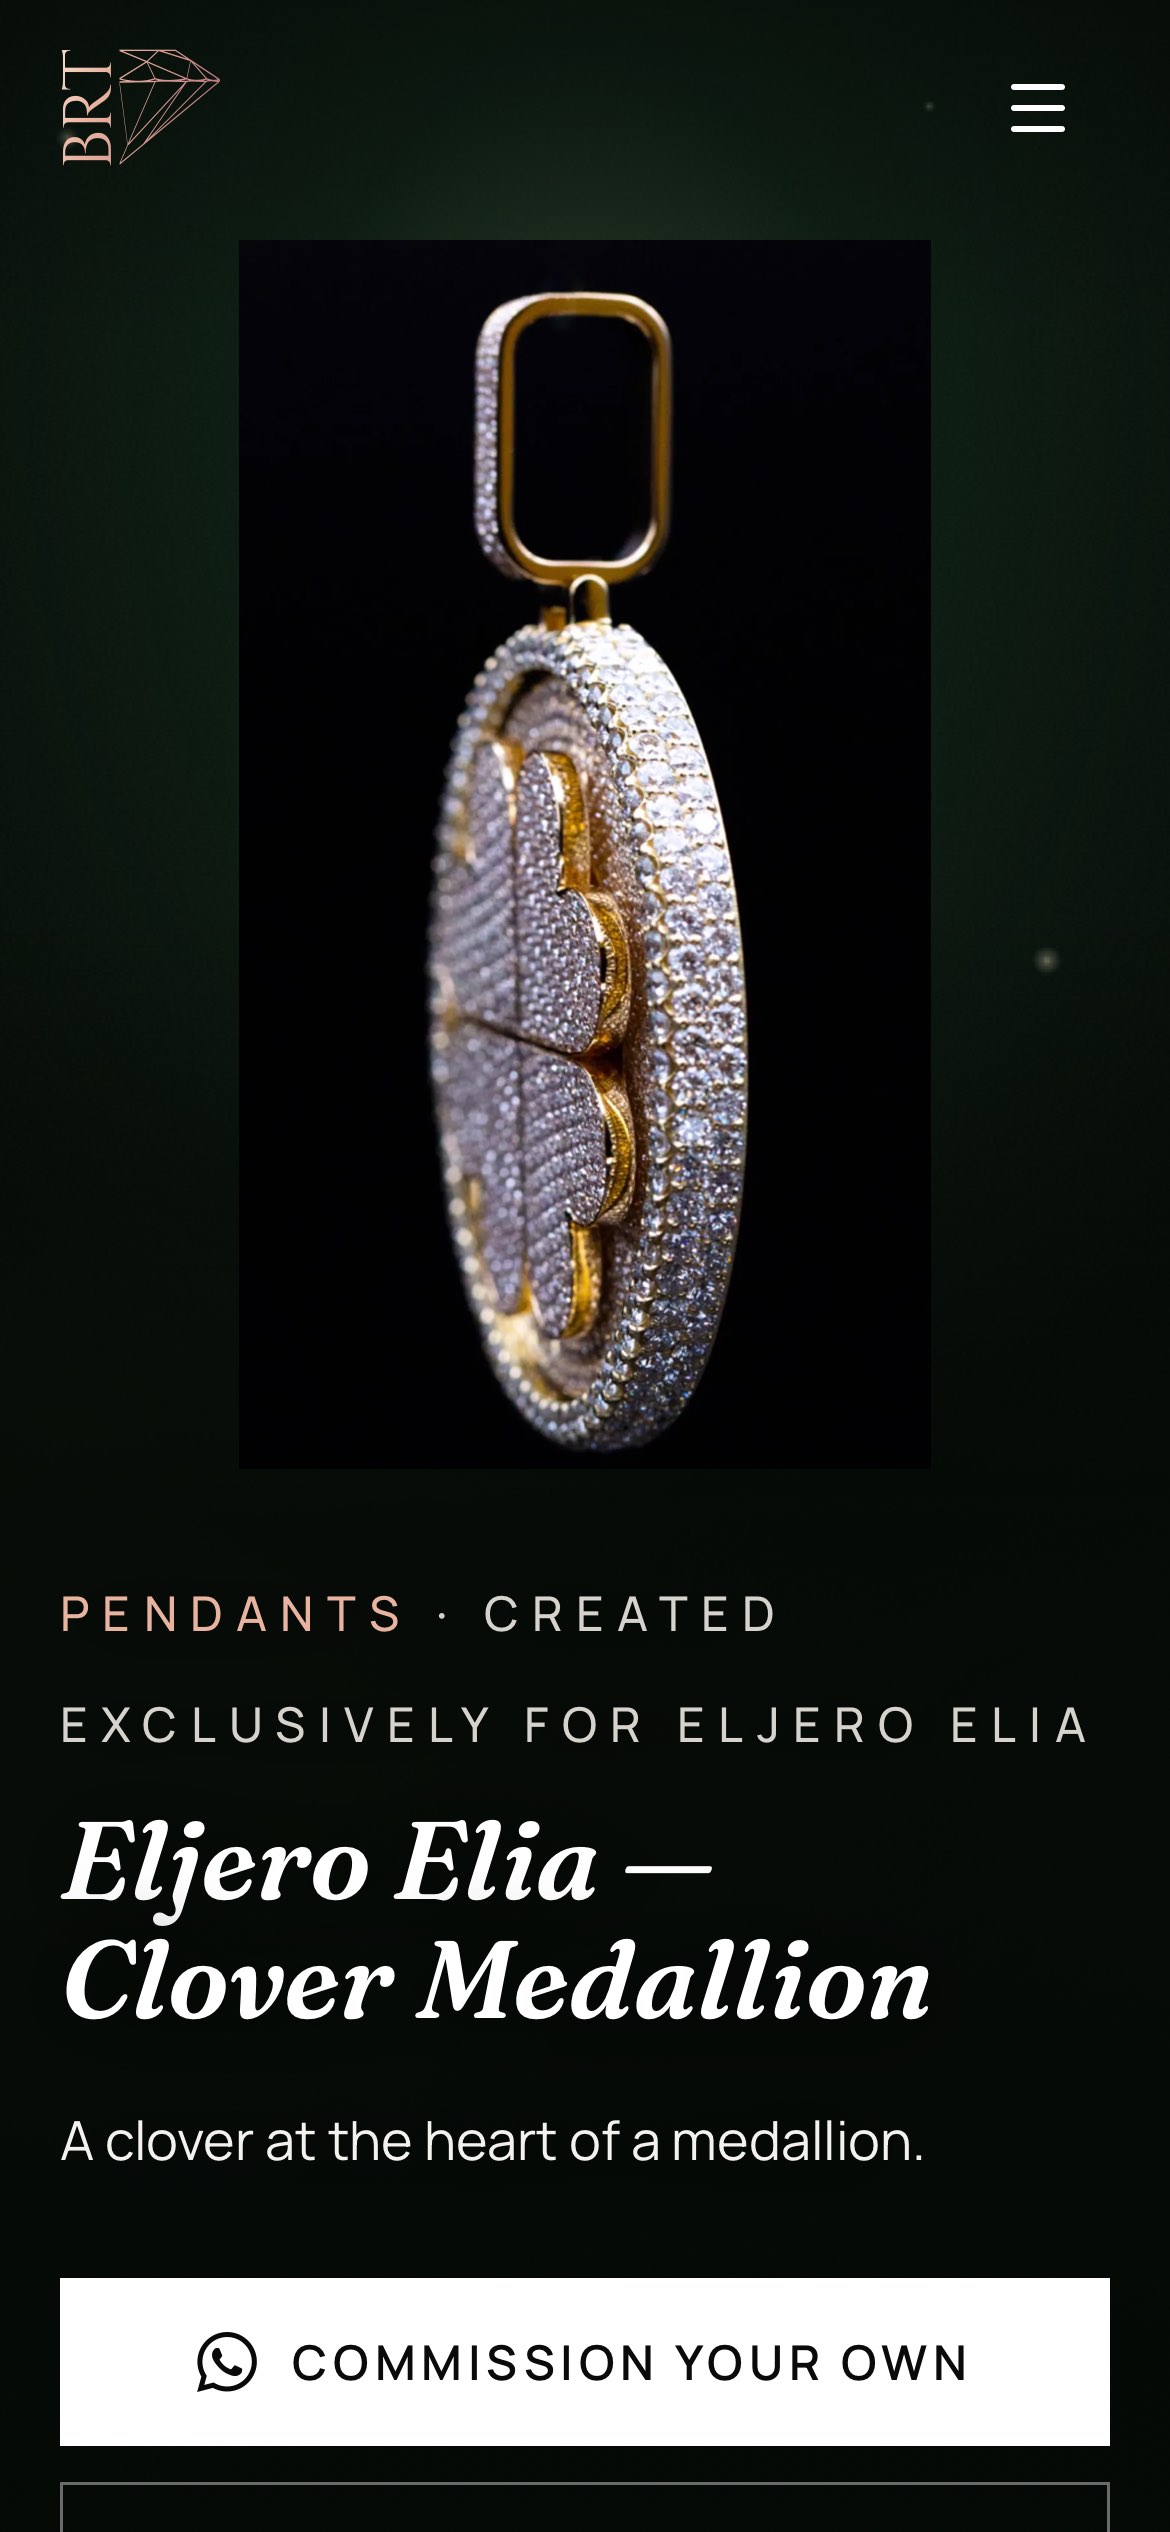 BRT
PENDANTS · CREATED
EXCLUSIVELY FOR ELJERO ELIA
Eljero Elia —
Clover Medallion
A clover at the heart of a medallion.
COMMISSION YOUR OWN